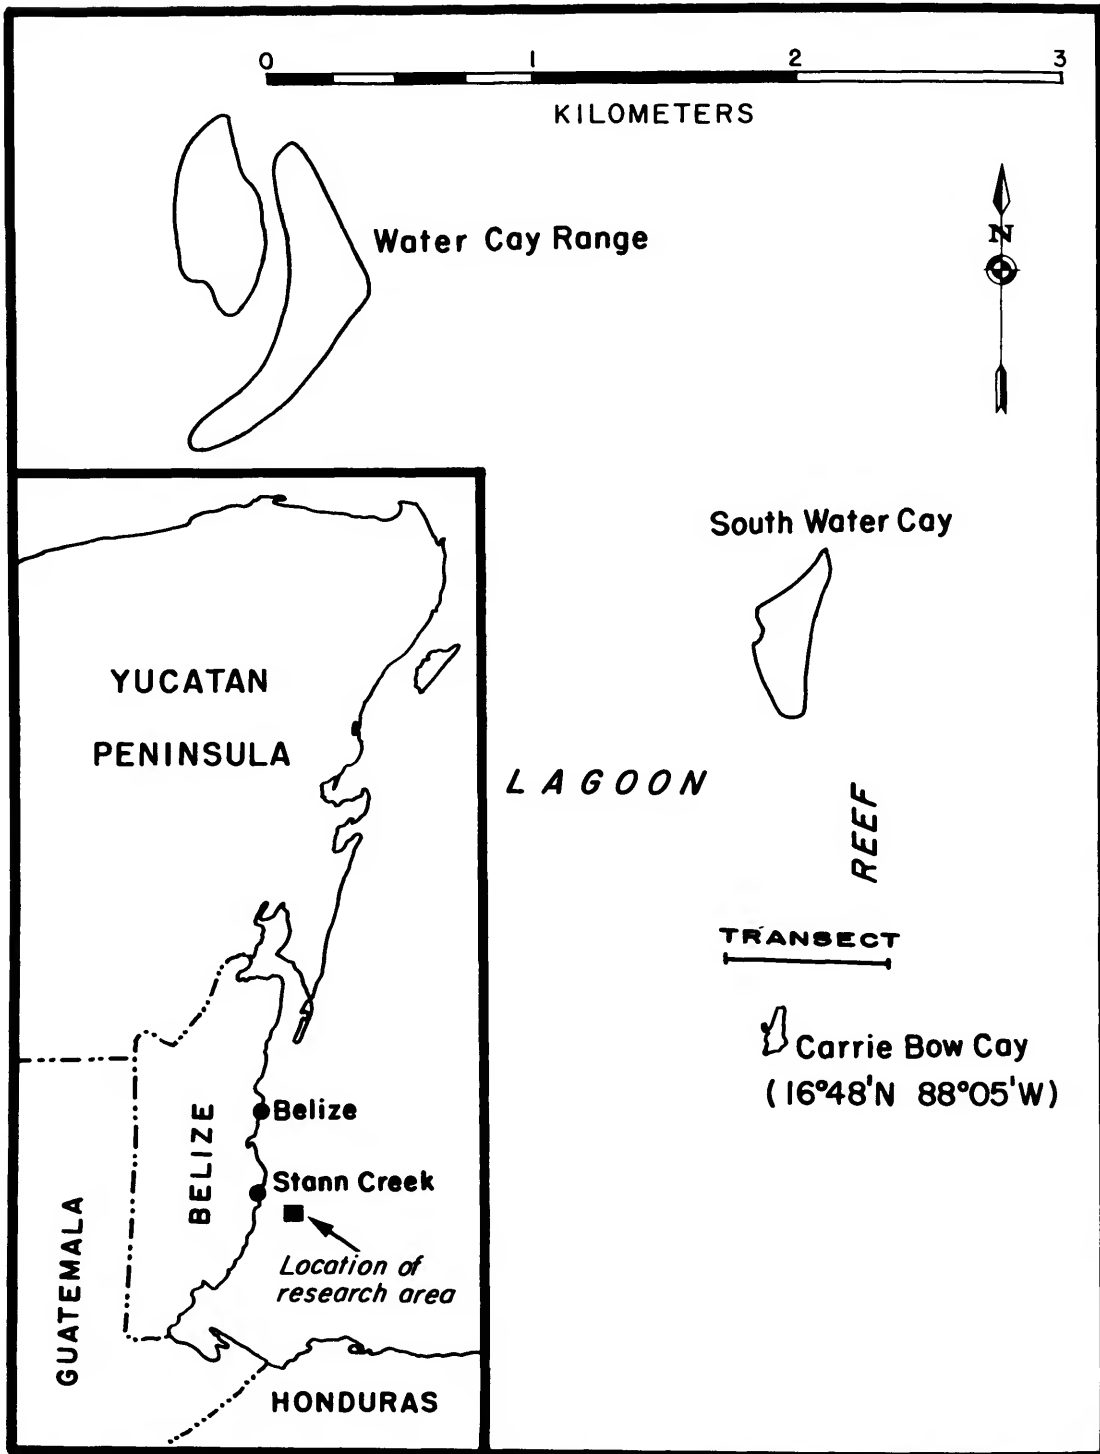 0 1 2 3
KILOMETERS
Water Cay Range
N
South Water Cay
YUCATAN
PENINSULA
LAGOON
REEF
TRANSECT
Carrie Bow Cay
(16°48'N 88°05'W)
Belize
BELIZE
Stann Creek
Location of
research area
GUATEMALA
HONDURAS